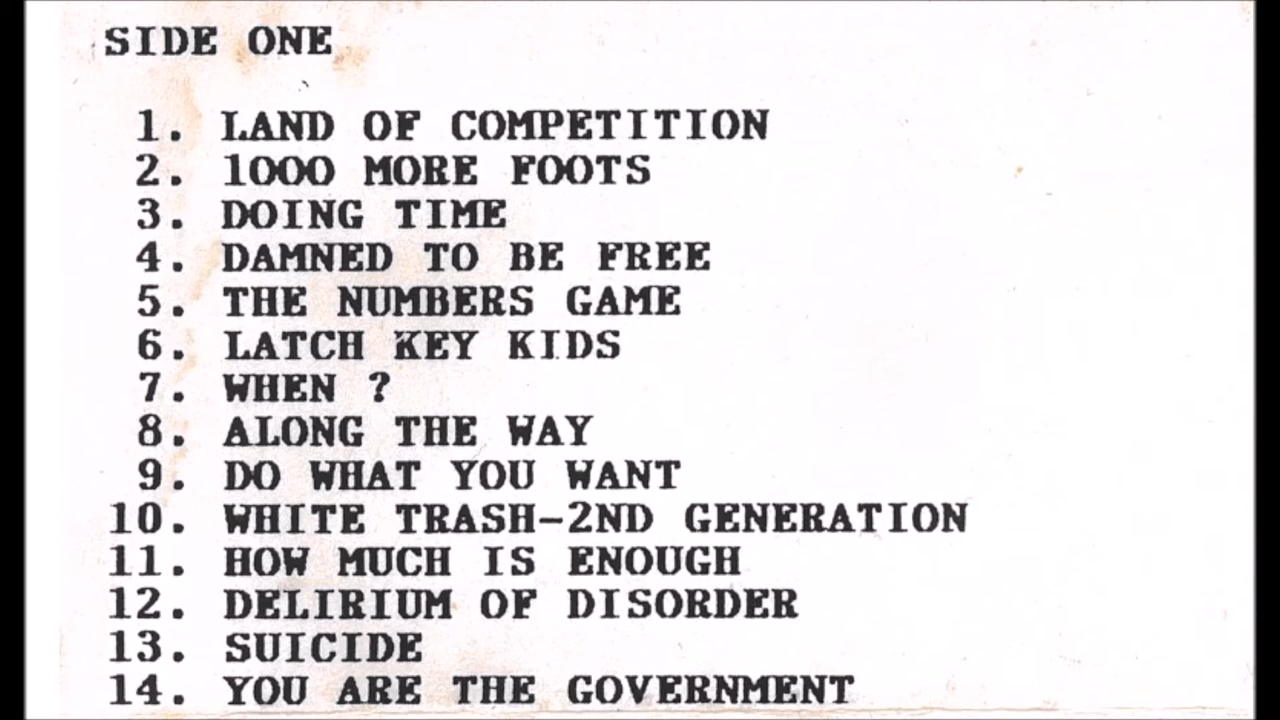 SIDE ONE
1. LAND OF COMPETITION
2. 1000 MORE FOOTS
3. DOING TIME
4. DAMNED TO BE FREE
5. THE NUMBERS GAME
6. LATCH KEY KIDS
7. WHEN ?
8. ALONG THE WAY
9. DO WHAT YOU WANT
10. WHITE TRASH-2ND GENERATION
11. HOW MUCH IS ENOUGH
12. DELIRIUM OF DISORDER
13. SUICIDE
14. YOU ARE THE GOVERNMENT